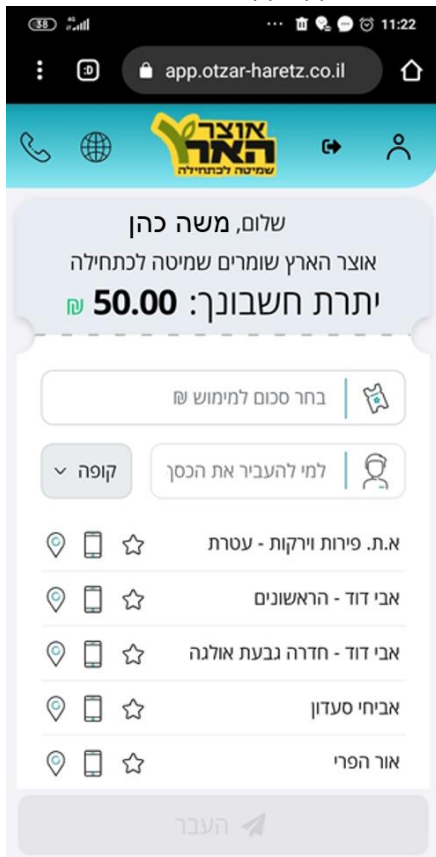 38 4G ... 11:22
:D app.otzar-haretz.co.il
אוצר
הארץ
שמיטה לכתחילה
שלום, משה כהן
אוצר הארץ שומרים שמיטה לכתחילה
יתרת חשבונך: 50.00 ₪
בחר סכום למימוש ₪
למי להעביר את הכסף
קופה
א.ת. פירות וירקות - עטרת
אבי דוד - הראשונים
אבי דוד - חדרה גבעת אולגה
אביחי סעדון
אור הפרי
העבר